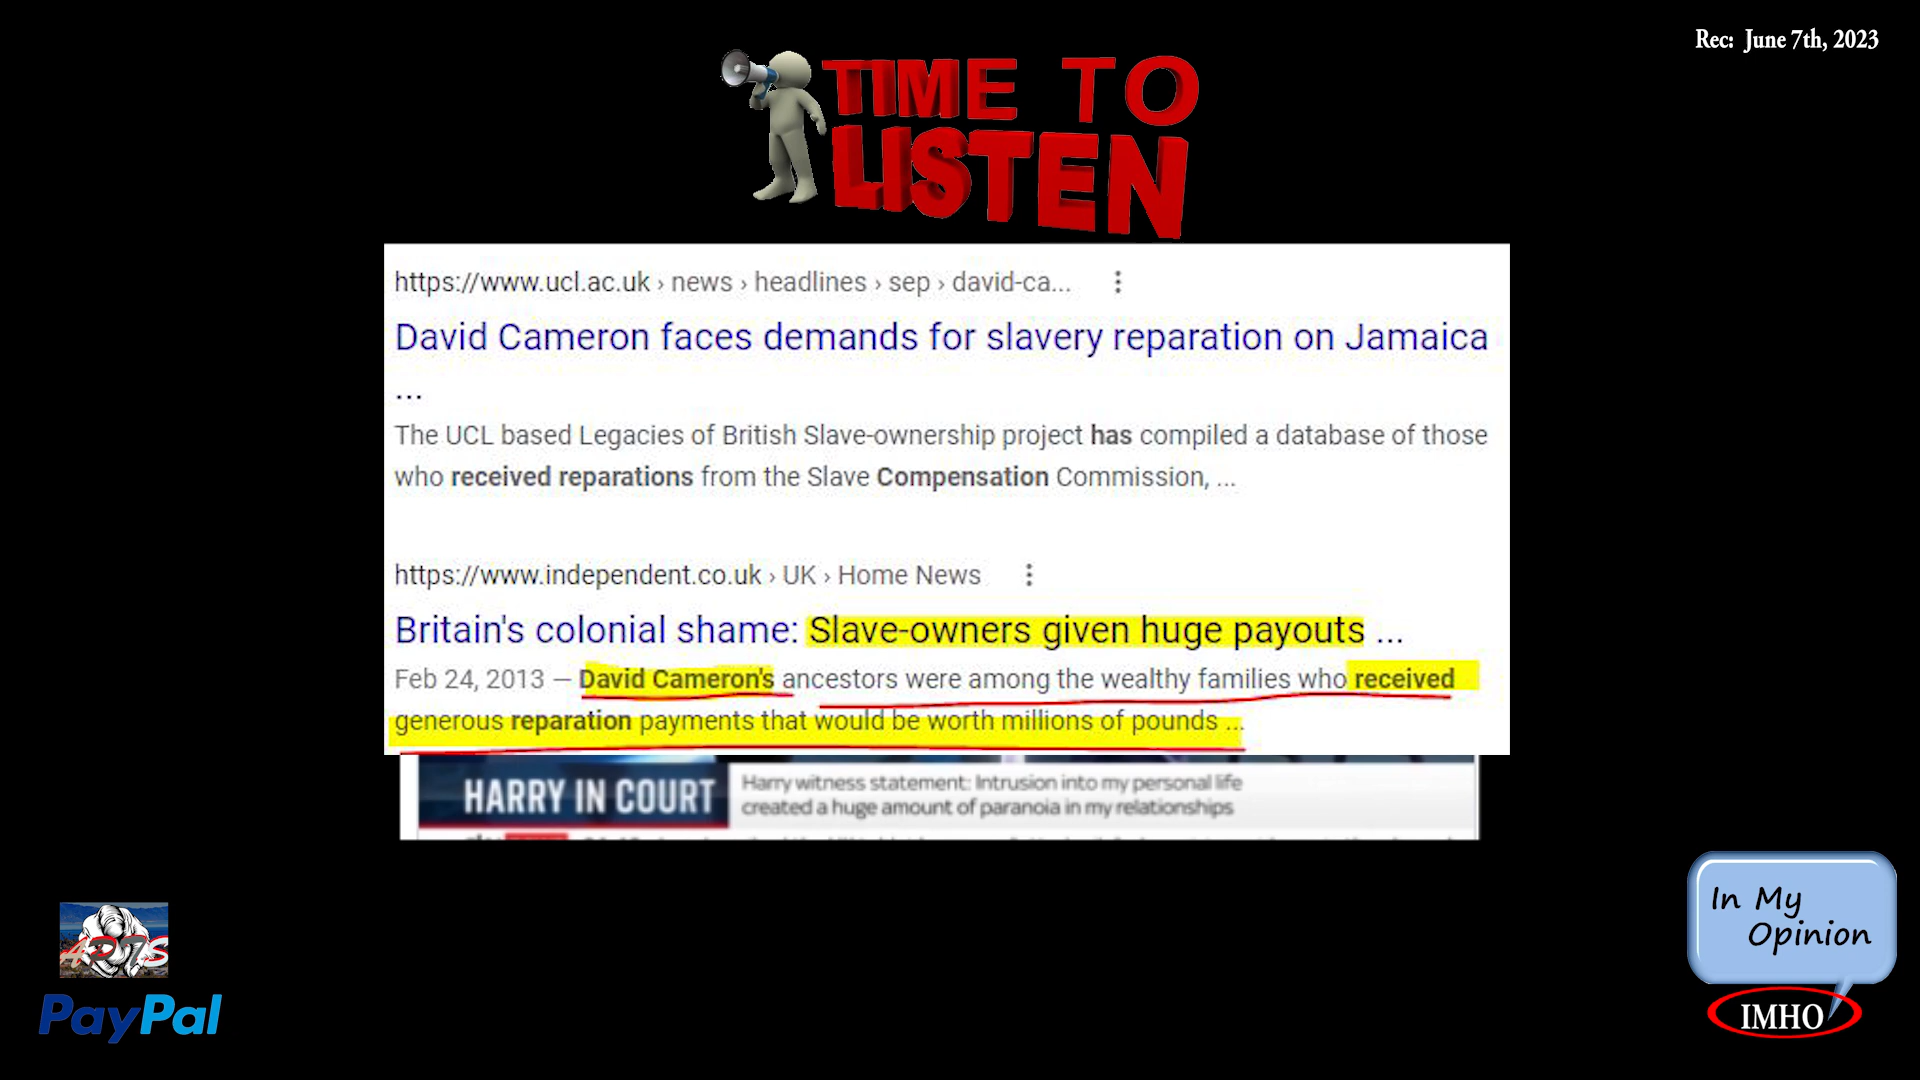 Rec: June 7th, 2023
TIME TO
LISTEN
https://www.ucl.ac.uk › news › headlines › sep › david-ca...
David Cameron faces demands for slavery reparation on Jamaica
...
The UCL based Legacies of British Slave-ownership project has compiled a database of those
who received reparations from the Slave Compensation Commission, ...
https://www.independent.co.uk › UK › Home News
Britain's colonial shame: Slave-owners given huge payouts ...
Feb 24, 2013 — David Cameron's ancestors were among the wealthy families who received
generous reparation payments that would be worth millions of pounds ...
HARRY IN COURT
Harry witness statement: Intrusion into my personal life
created a huge amount of paranoia in my relationships
In My
Opinion
IMHO
PayPal